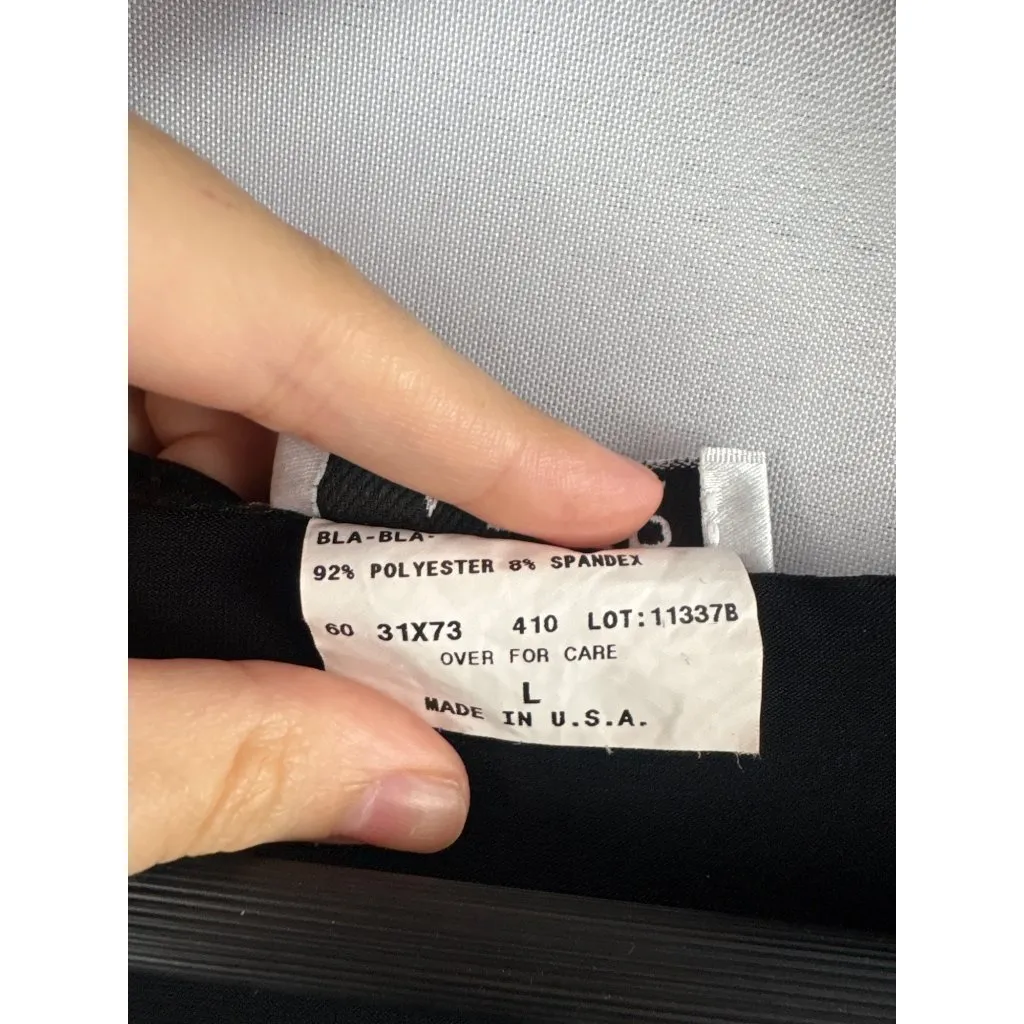 BLA-BLA-
92% POLYESTER 8% SPANDEX
60 31X73 410 LOT:11337B
OVER FOR CARE
L
MADE IN U.S.A.